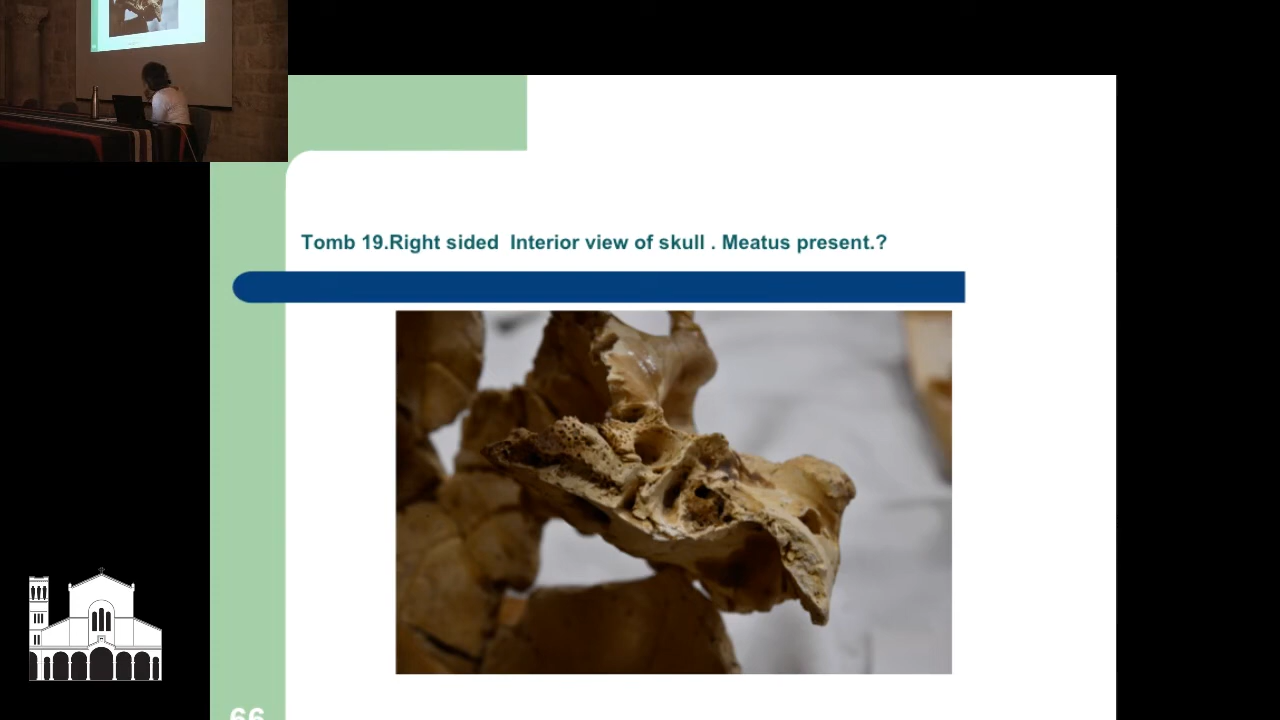 Tomb 19.Right sided  Interior view of skull . Meatus present.?
66